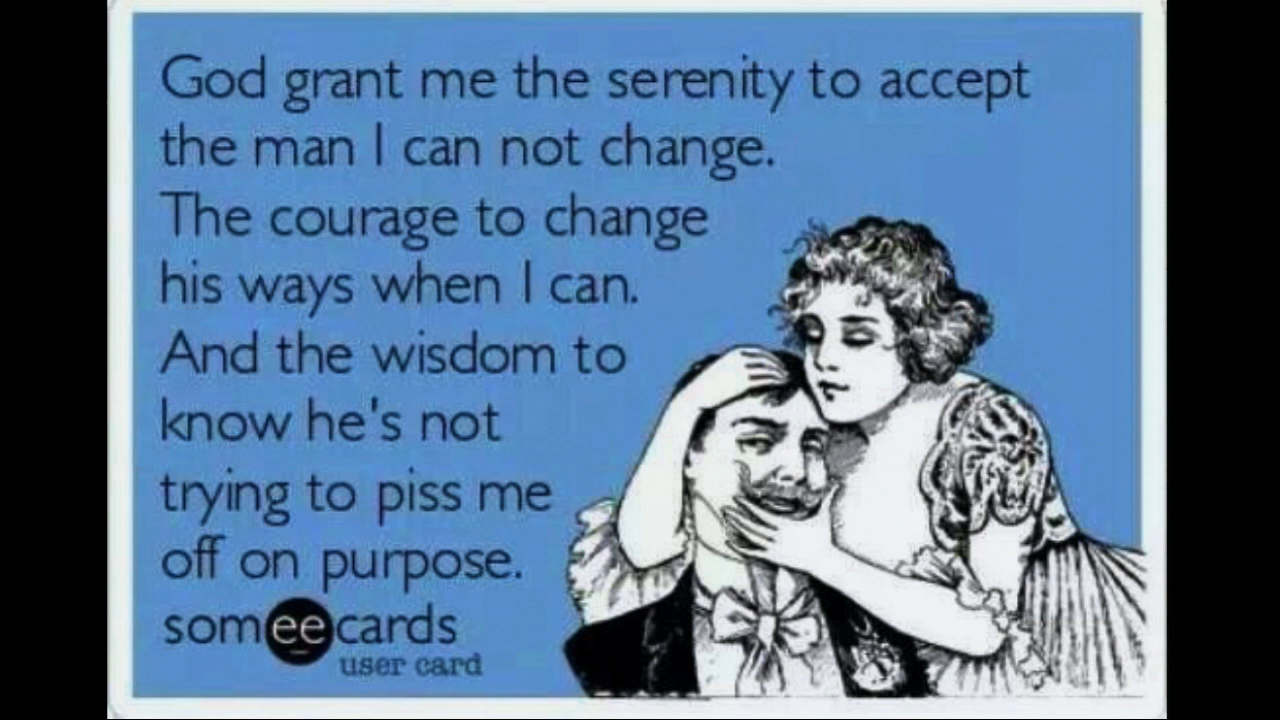 God grant me the serenity to accept
the man I can not change.
The courage to change
his ways when I can.
And the wisdom to
know he's not
trying to piss me
off on purpose.
someecards
user card